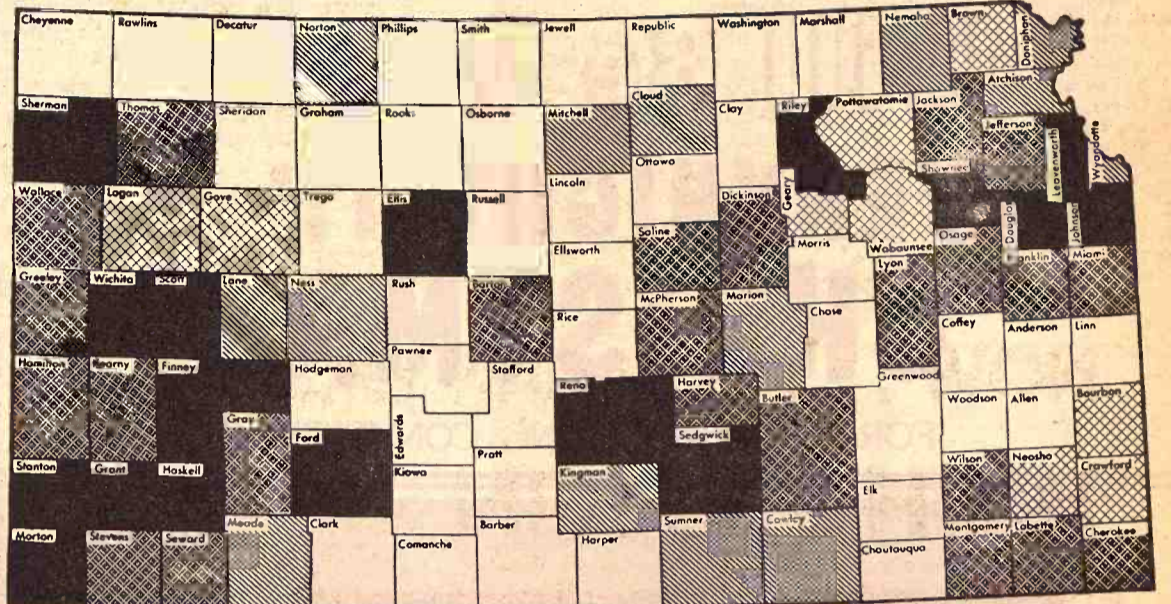 Cheyenne Rawlins Decatur Norton Phillips Smith Jewell Republic Washington Marshall Nemaha Brown Doniphan
Atchison
Sherman Thomas Sheridan Graham Rooks Osborne Mitchell Cloud Clay Riley Pottawatomie Jackson
Jefferson Leavenworth Wyandotte
Ottawa
Shawnee
Wallace Logan Gove Trego Ellis Russell Lincoln Dickinson Geary
Saline Wabaunsee Osage Douglas Johnson
Ellsworth Morris
Lyon Franklin Miami
Greeley Wichita Scott Lane Ness Rush Barton Rice McPherson Marion Chase
Coffey Anderson Linn
Pawnee
Hamilton Kearny Finney Hodgeman Stafford Reno Harvey Butler Greenwood
Woodson Allen Bourbon
Gray Ford Edwards Sedgwick
Pratt
Stanton Grant Haskell Kiowa Kingman Wilson Neosho Crawford
Elk
Morton Stevens Seward Meade Clark Comanche Barber Harper Sumner Cowley Chautauqua Montgomery Labette Cherokee